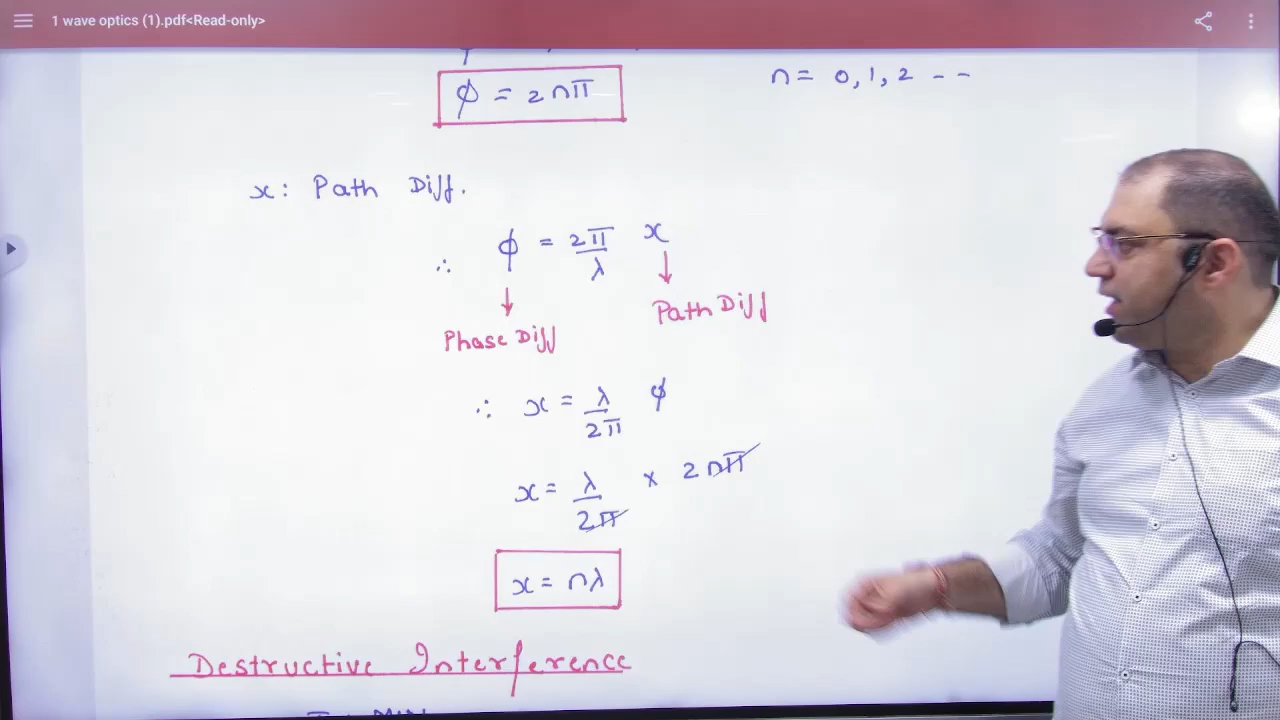 1 wave optics (1).pdf<Read-only>
ϕ = 2nπ
n = 0, 1, 2 - -
x: Path Diff.
∴ ϕ = 2π/λ x
Phase Diff
Path Diff
∴ x = λ/2π ϕ
x = λ/2π × 2nπ
x = nλ
Destructive Interference